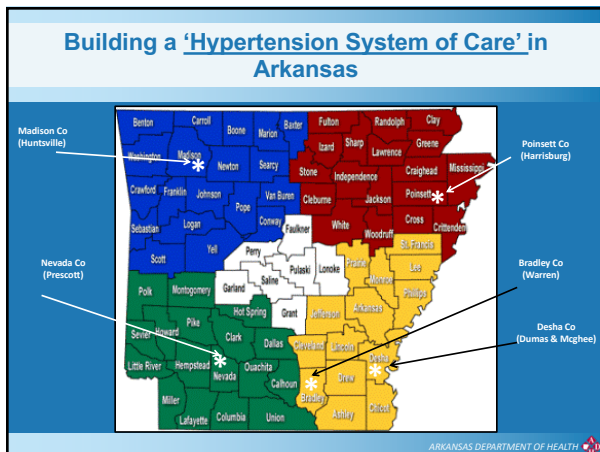 Building a ‘Hypertension System of Care’ in
Arkansas
Madison Co
(Huntsville)
Nevada Co
(Prescott)
Poinsett Co
(Harrisburg)
Bradley Co
(Warren)
Desha Co
(Dumas & Mcghee)
Benton
Carroll
Boone
Marion
Baxter
Fulton
Randolph
Clay
Izard
Sharp
Lawrence
Greene
Washington
Madison
Newton
Searcy
Stone
Independence
Craighead
Mississippi
Crawford
Franklin
Johnson
Van Buren
Cleburne
Jackson
Poinsett
Pope
Conway
White
Woodruff
Cross
Crittenden
Sebastian
Logan
Faulkner
St. Francis
Scott
Yell
Perry
Pulaski
Lonoke
Prairie
Monroe
Lee
Phillips
Garland
Saline
Polk
Montgomery
Hot Spring
Grant
Jefferson
Arkansas
Sevier
Howard
Pike
Clark
Dallas
Cleveland
Lincoln
Desha
Little River
Hempstead
Nevada
Ouachita
Calhoun
Bradley
Drew
Miller
Lafayette
Columbia
Union
Ashley
Chicot
ARKANSAS DEPARTMENT OF HEALTH